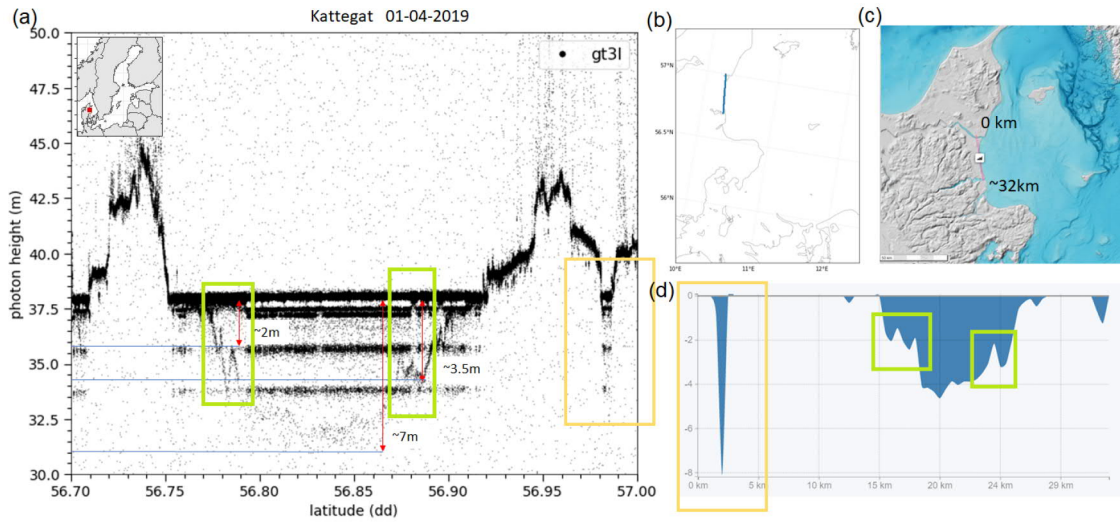 (a)
Kattegat 01-04-2019
50.0
47.5
45.0
42.5
40.0
37.5
35.0
32.5
30.0
photon height (m)
gt3l
~2m
~3.5m
~7m
56.70 56.75 56.80 56.85 56.90 56.95 57.00
latitude (dd)
(b)
57°N
56.5°N
56°N
10°E 11°E 12°E
(c)
0 km
~32km
(d)
0
-2
-4
-6
-8
0 km 5 km 15 km 20 km 24 km 29 km